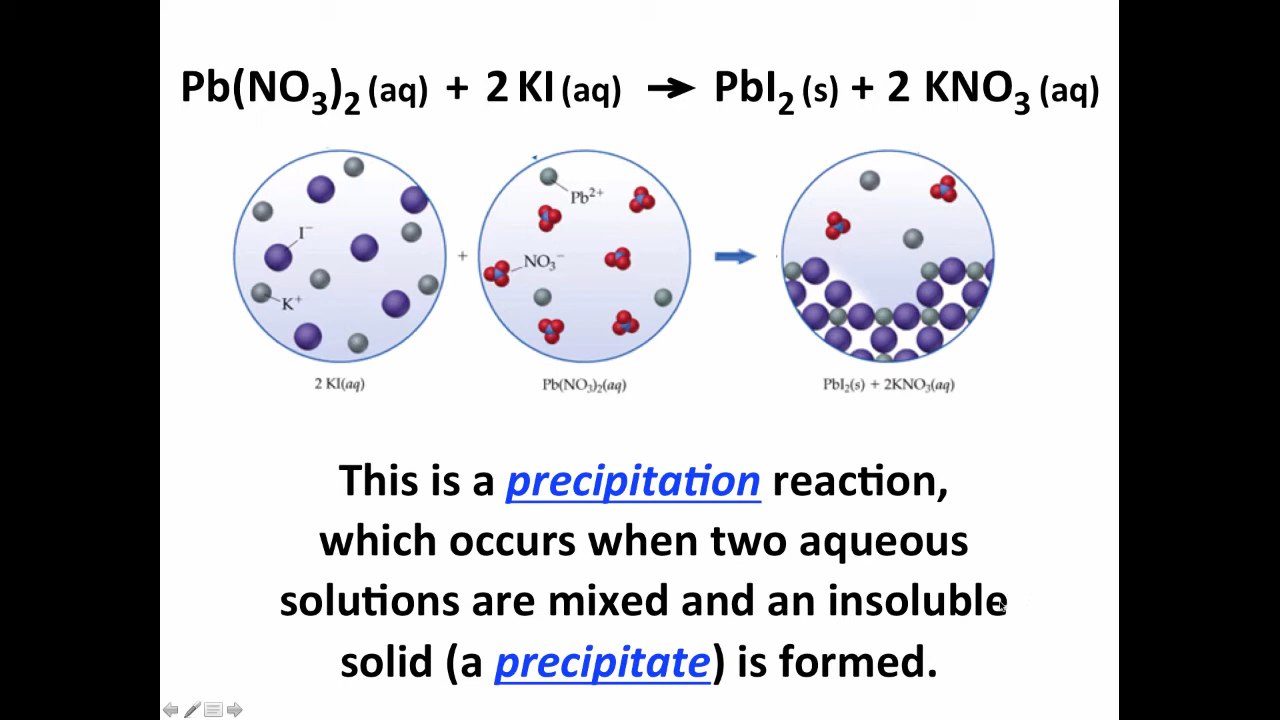 Pb(NO₃)₂ (aq) + 2 KI (aq) → PbI₂ (s) + 2 KNO₃ (aq)
I⁻
K⁺
+
Pb²⁺
NO₃⁻
2 KI(aq)
Pb(NO₃)₂(aq)
PbI₂(s) + 2KNO₃(aq)
This is a precipitation reaction,
which occurs when two aqueous
solutions are mixed and an insoluble
solid (a precipitate) is formed.